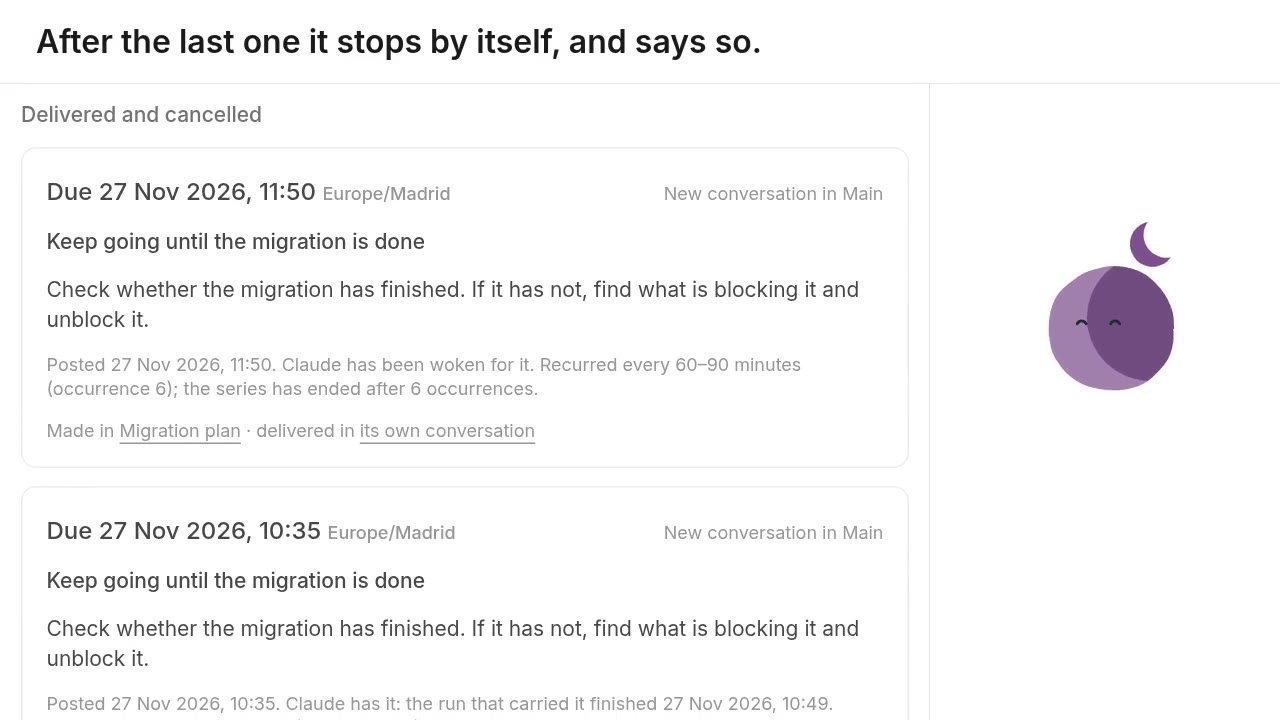 After the last one it stops by itself, and says so.
Delivered and cancelled
Due 27 Nov 2026, 11:50 Europe/Madrid
New conversation in Main
Keep going until the migration is done
Check whether the migration has finished. If it has not, find what is blocking it and
unblock it.
Posted 27 Nov 2026, 11:50. Claude has been woken for it. Recurred every 60–90 minutes
(occurrence 6); the series has ended after 6 occurrences.
Made in Migration plan · delivered in its own conversation
Due 27 Nov 2026, 10:35 Europe/Madrid
New conversation in Main
Keep going until the migration is done
Check whether the migration has finished. If it has not, find what is blocking it and
unblock it.
Posted 27 Nov 2026, 10:35. Claude has it: the run that carried it finished 27 Nov 2026, 10:49.